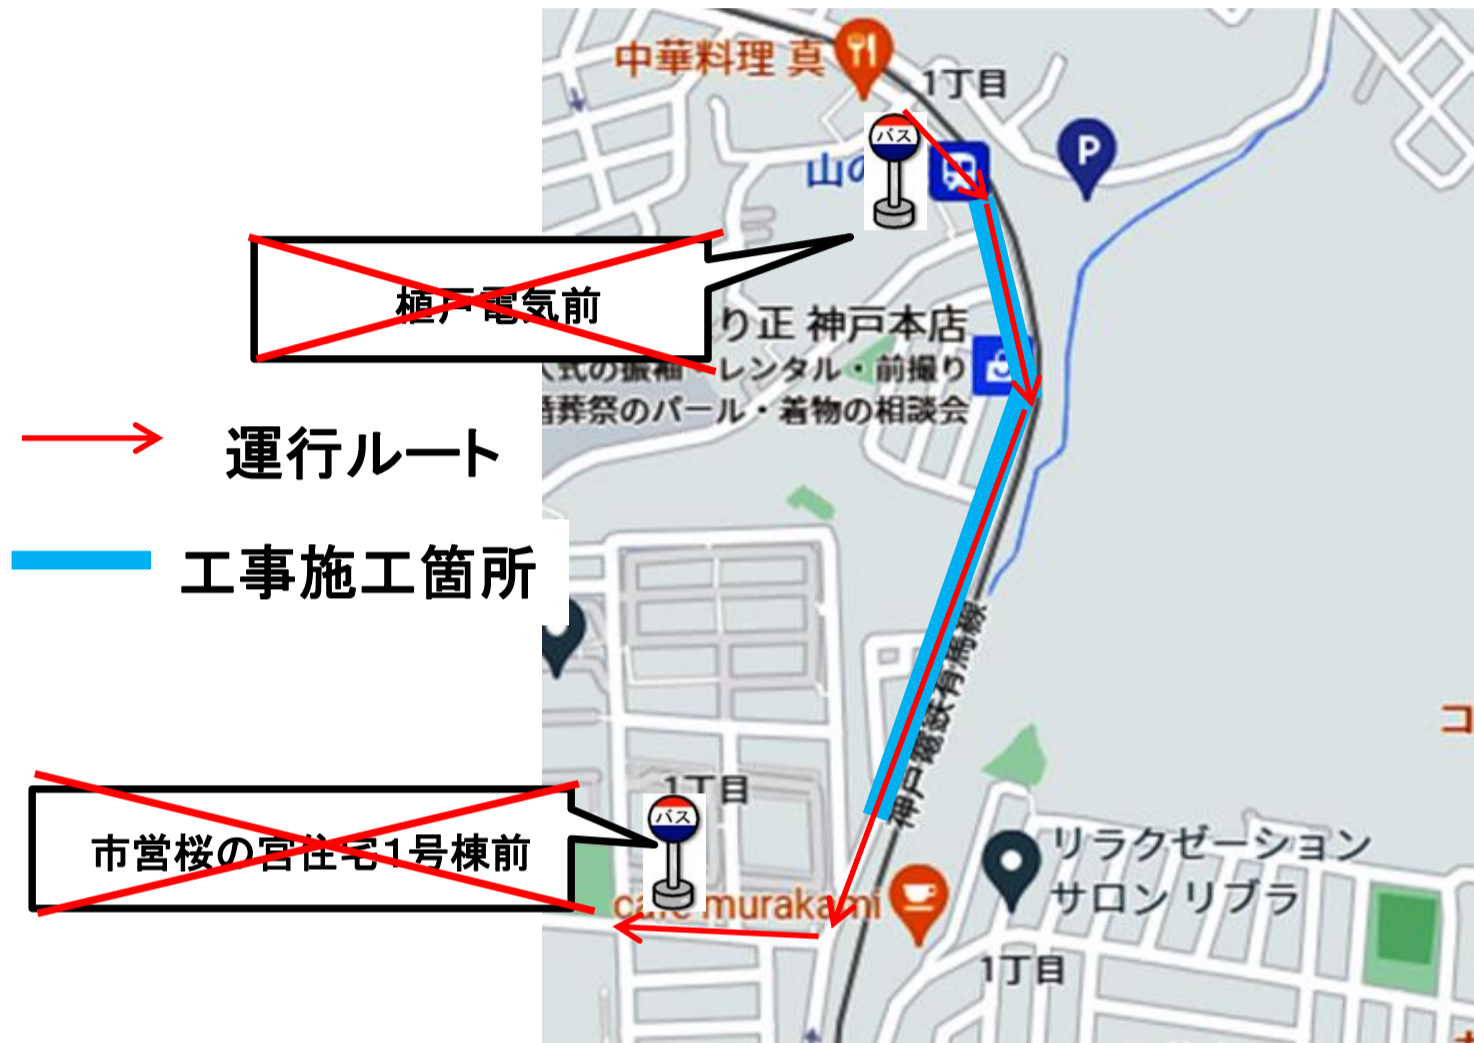 中華料理 真
1丁目
バス
山の
P
植戸電気前
り正 神戸本店
式の振袖・レンタル・前撮り
葬祭のパール・着物の相談会
運行ルート
工事施工箇所
神戸電鉄有馬線
コ
1丁目
バス
市営桜の宮住宅1号棟前
cafe murakami
リラクゼーション
サロン リブラ
1丁目